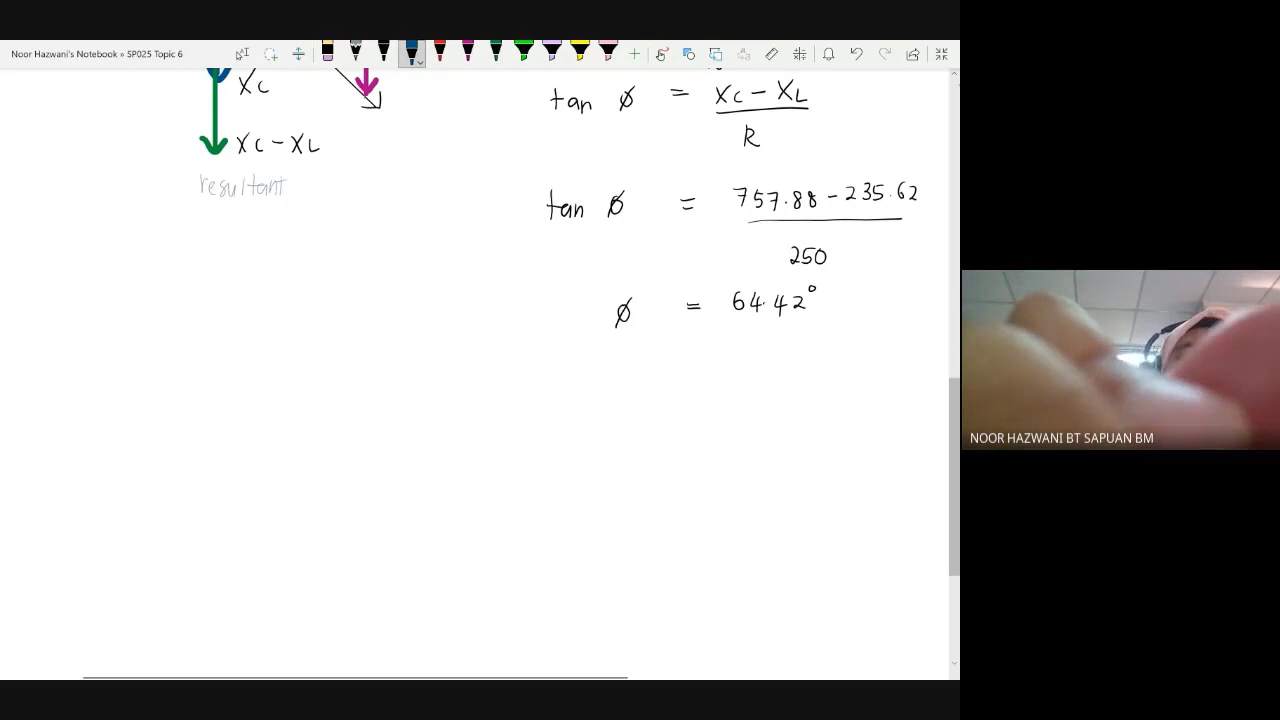 Noor Hazwani's Notebook » SP025 Topic 6
XC
XC - XL
resultant
tan Ø = XC - XL
R
tan Ø = 757.88 - 235.62
250
Ø = 64.42°
NOOR HAZWANI BT SAPUAN BM